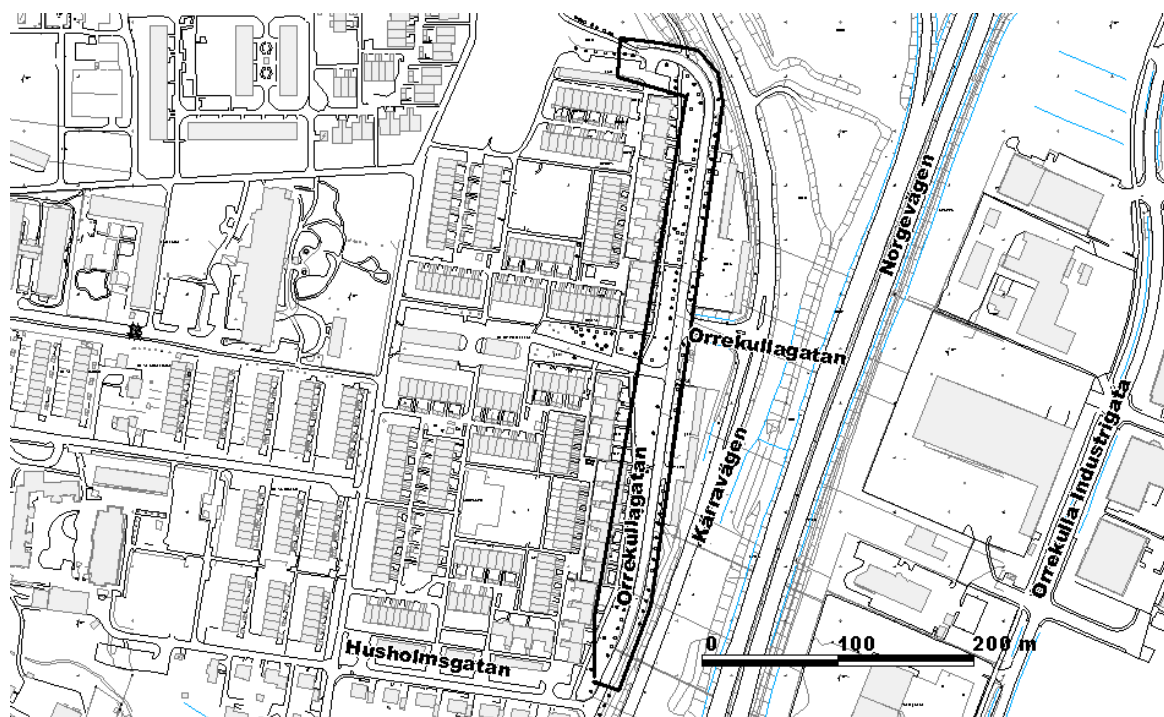 Norgevägen
Orrekullagatan
Orrekulla Industrigata
Kärravägen
Orrekullagatan
Husholmsgatan
0 100 200 m